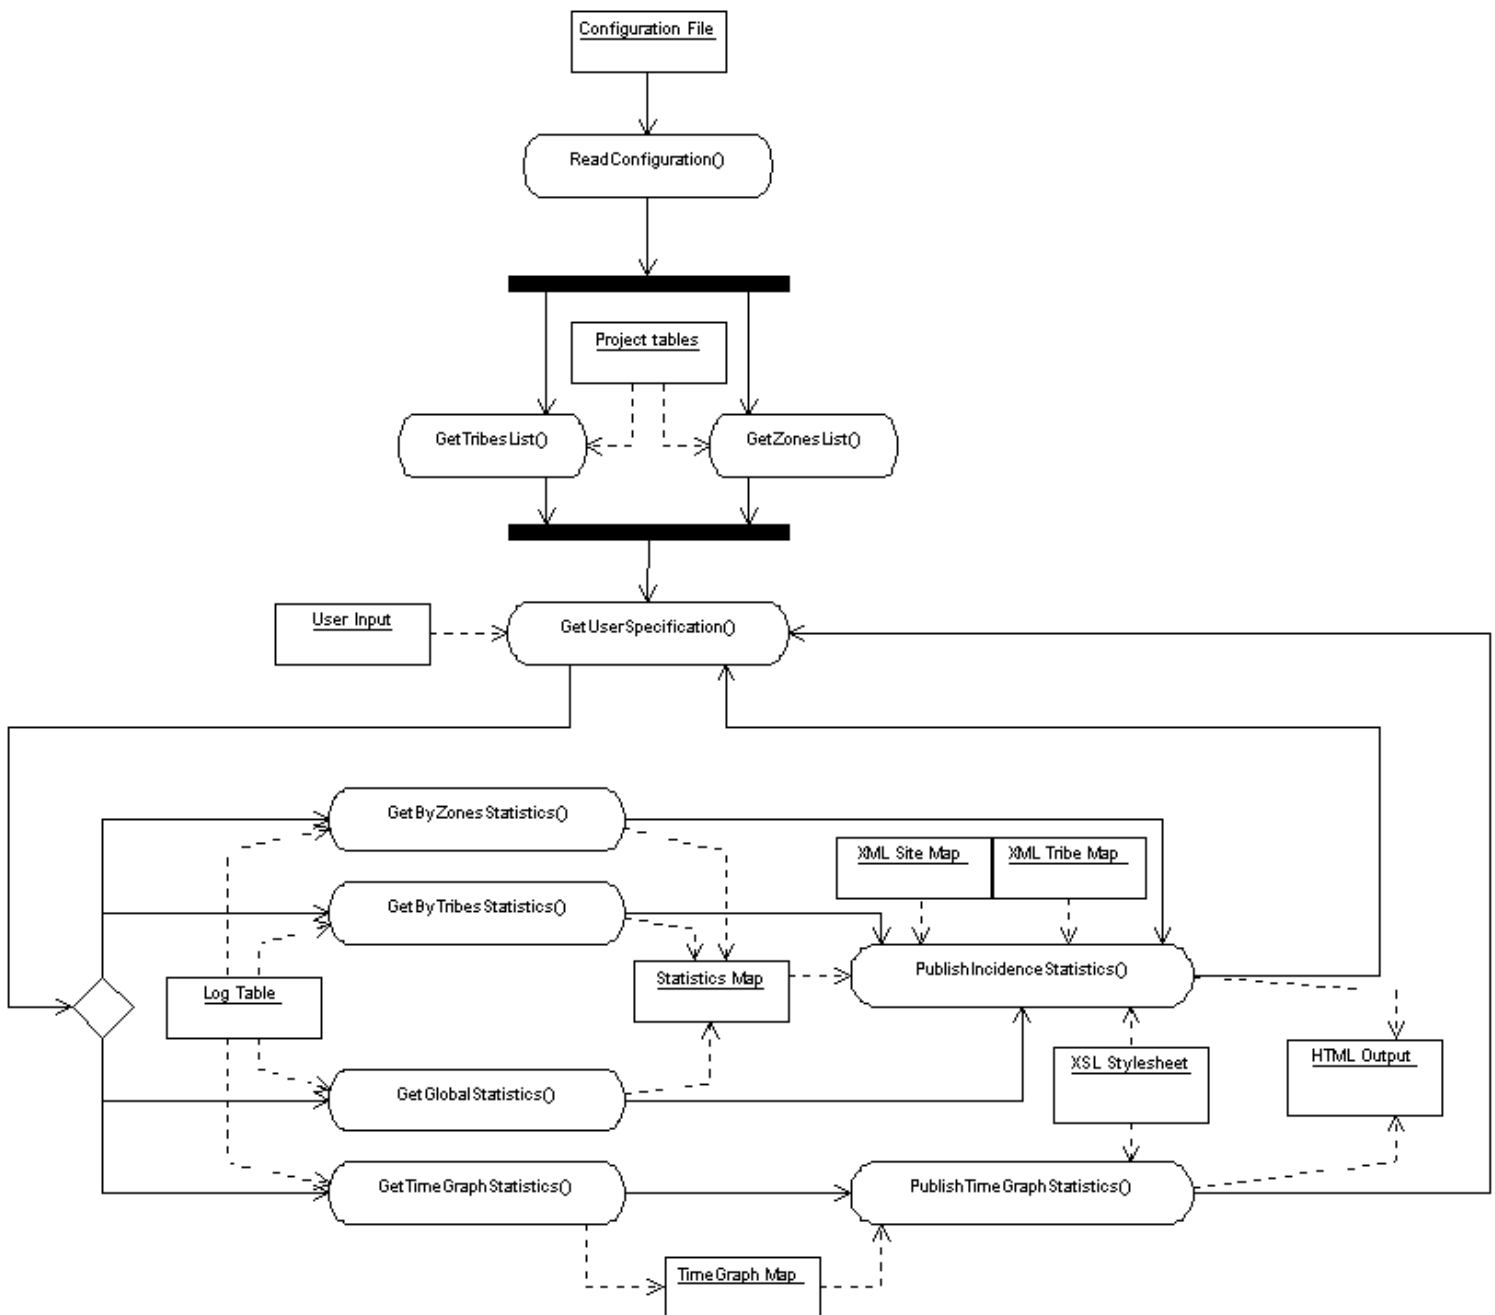 Configuration File
ReadConfiguration()
Project tables
GetTribesList()
GetZonesList()
User Input
GetUserSpecification()
GetByZonesStatistics()
XML Site Map
XML Tribe Map
GetByTribesStatistics()
Log Table
Statistics Map
PublishIncidenceStatistics()
XSL Stylesheet
HTML Output
GetGlobalStatistics()
GetTimeGraphStatistics()
PublishTimeGraphStatistics()
TimeGraph Map